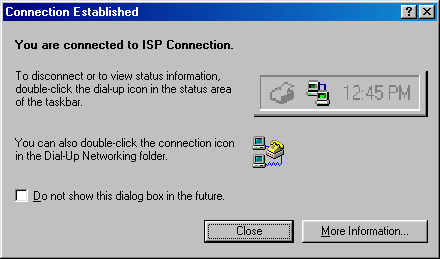 Connection Established
You are connected to ISP Connection.
To disconnect or to view status information,
double-click the dial-up icon in the status area
of the taskbar.
12:45 PM
You can also double-click the connection icon
in the Dial-Up Networking folder.
Do not show this dialog box in the future.
Close
More Information...